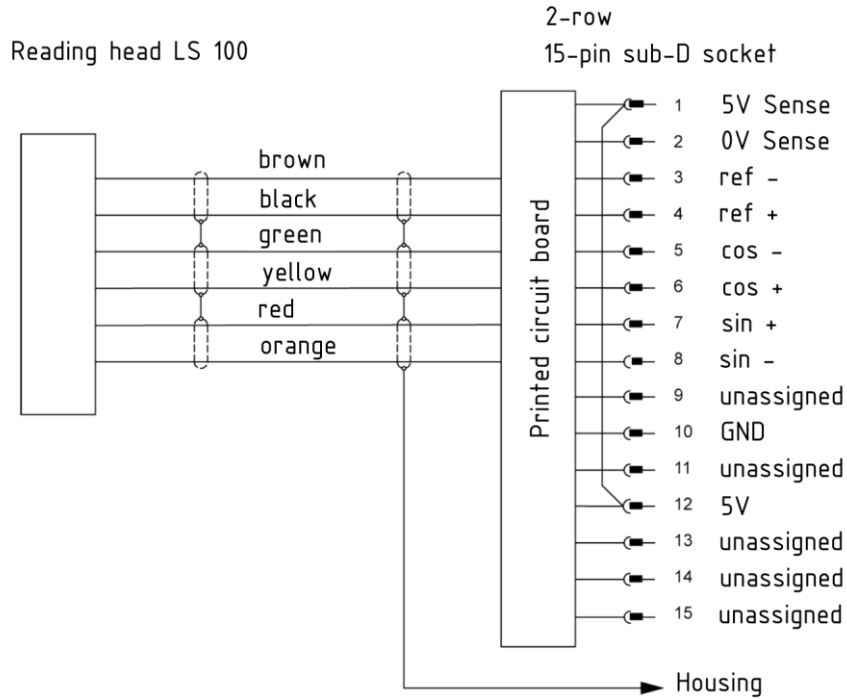 Reading head LS 100
2-row
15-pin sub-D socket
brown
black
green
yellow
red
orange
Printed circuit board
1 5V Sense
2 0V Sense
3 ref -
4 ref +
5 cos -
6 cos +
7 sin +
8 sin -
9 unassigned
10 GND
11 unassigned
12 5V
13 unassigned
14 unassigned
15 unassigned
Housing